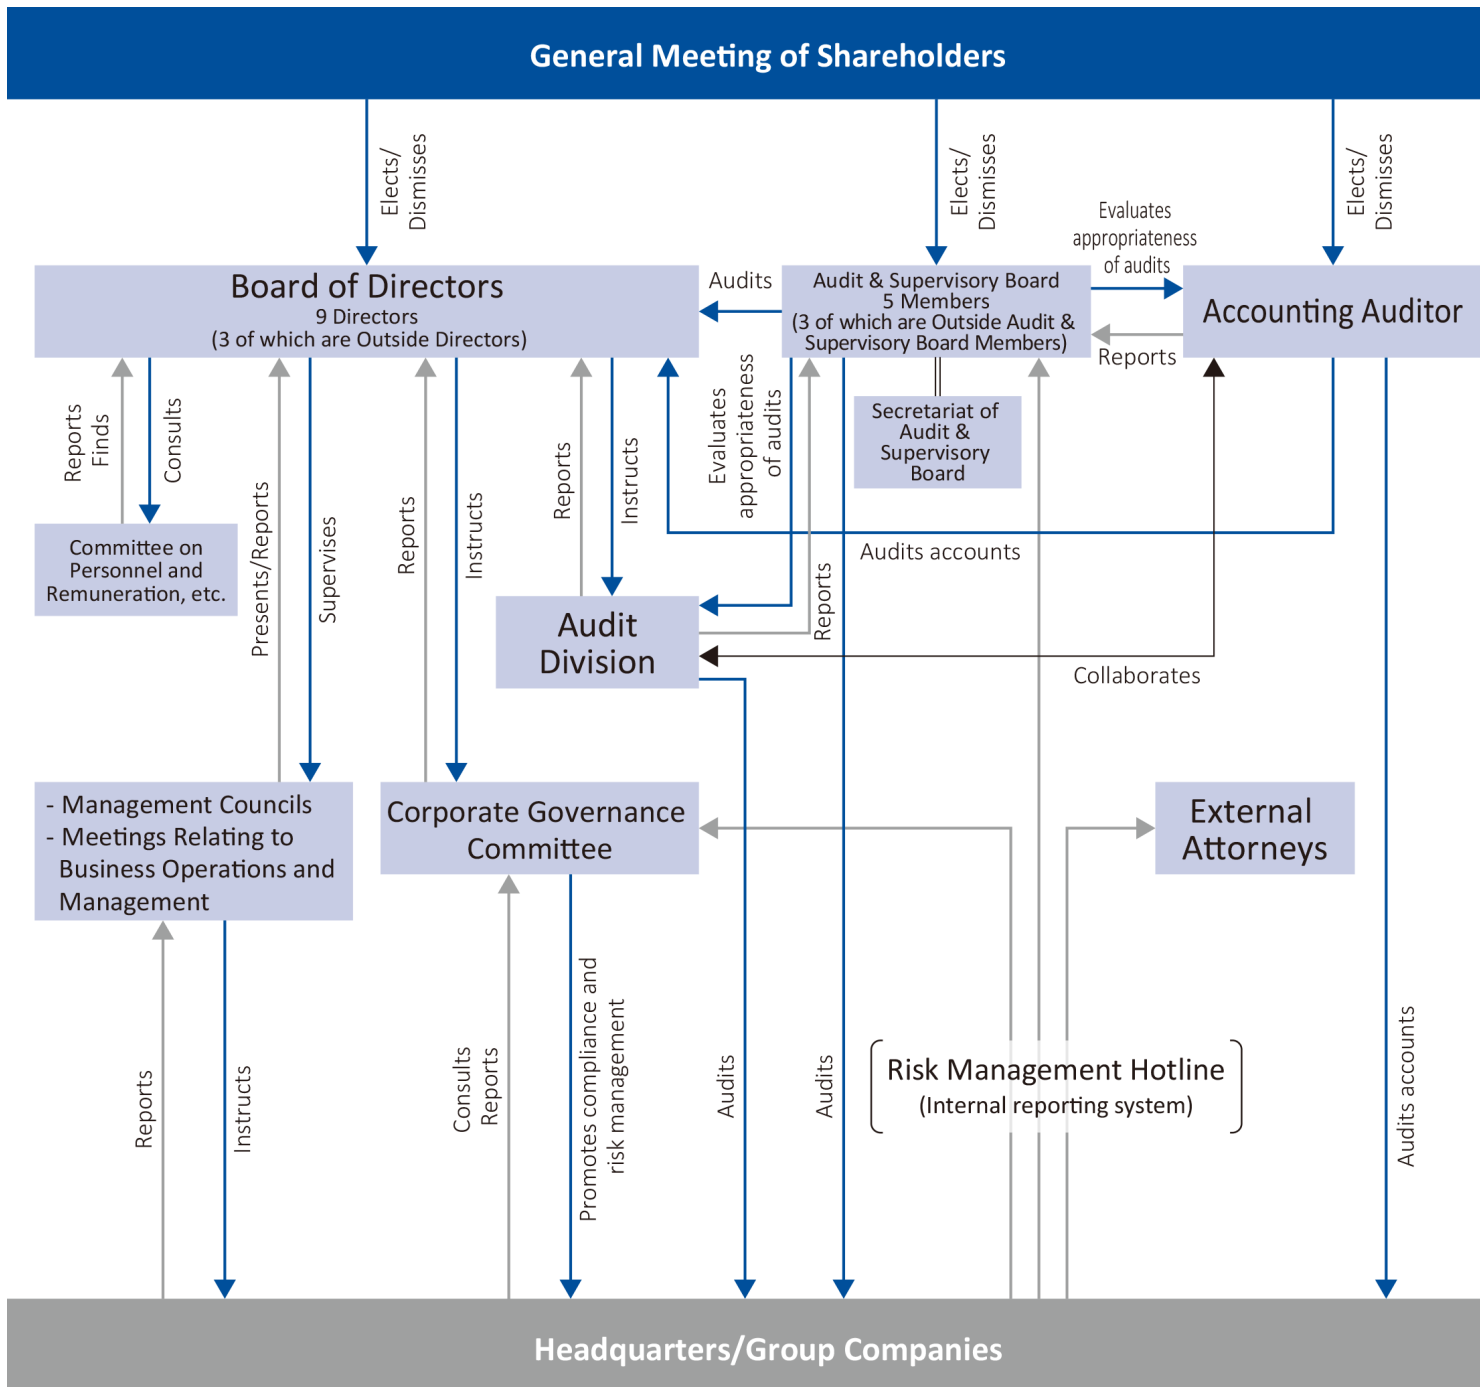 General Meeting of Shareholders
Elects/
Dismisses
Elects/
Dismisses
Elects/
Dismisses
Evaluates
appropriateness
of audits
Board of Directors
9 Directors
(3 of which are Outside Directors)
Audits
Audit & Supervisory Board
5 Members
(3 of which are Outside Audit &
Supervisory Board Members)
Accounting Auditor
Reports
Reports
Finds
Consults
Presents/Reports
Supervises
Reports
Instructs
Reports
Instructs
Evaluates
appropriateness
of audits
Secretariat of
Audit &
Supervisory
Board
Audits accounts
Committee on
Personnel and
Remuneration, etc.
Audit
Division
Reports
Collaborates
- Management Councils
- Meetings Relating to
Business Operations and
Management
Corporate Governance
Committee
External
Attorneys
Reports
Instructs
Consults
Reports
Promotes compliance and
risk management
Audits
Audits
Risk Management Hotline
(Internal reporting system)
Audits accounts
Headquarters/Group Companies